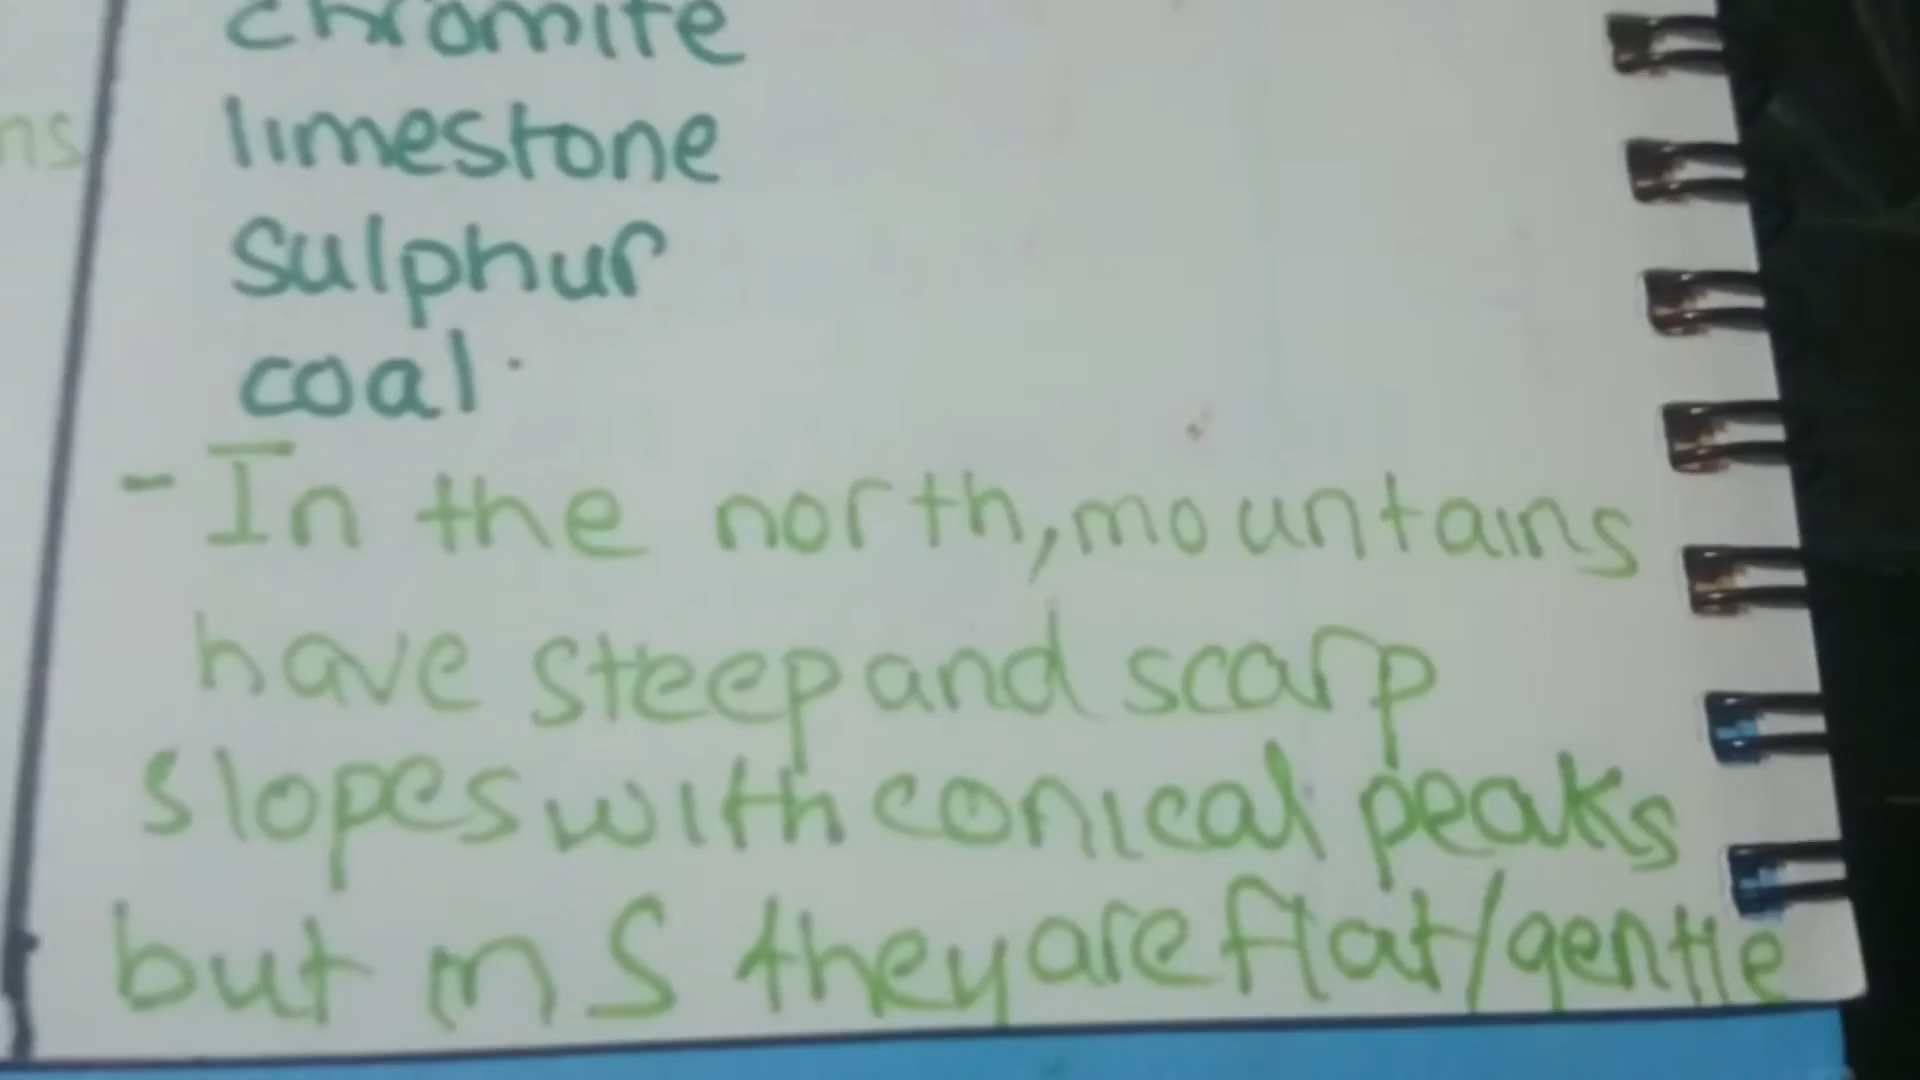 chromite
ns
limestone
sulphur
coal
- In the north, mountains
have steep and scarp
slopes with conical peaks
but in S they are flat/gentle